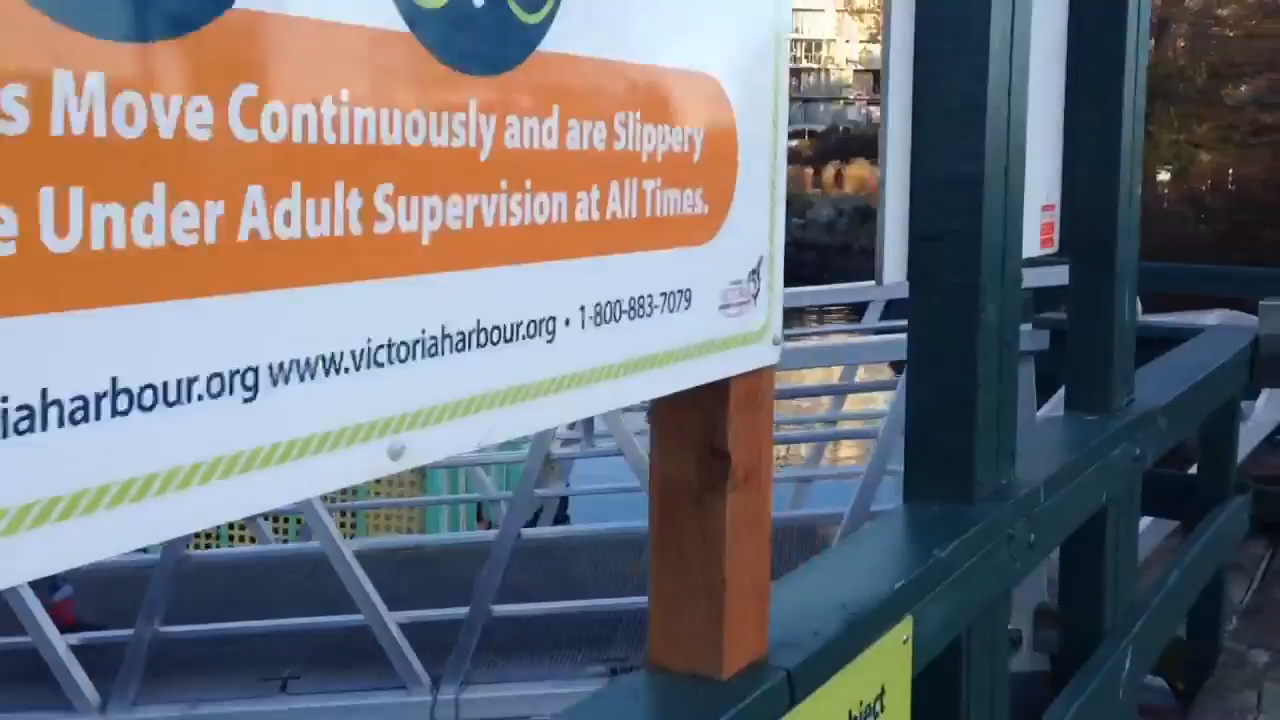 s Move Continuously and are Slippery
e Under Adult Supervision at All Times.
iaharbour.org www.victoriaharbour.org • 1-800-883-7079
bject